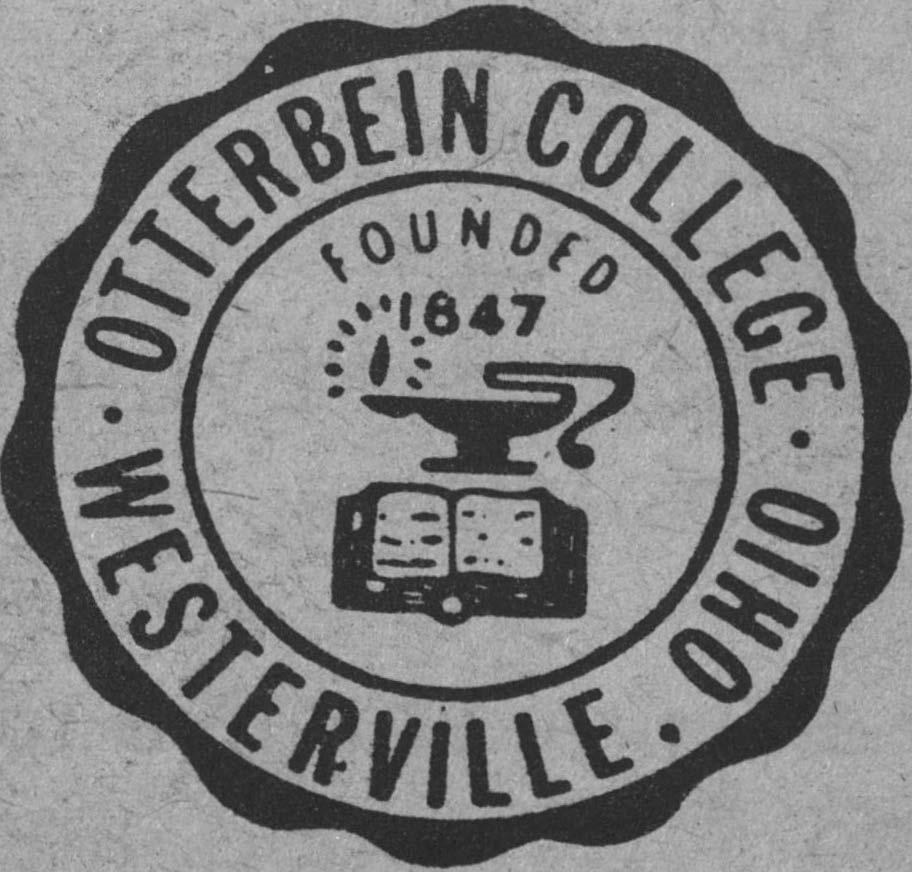 · OTTERBEIN COLLEGE ·
WESTERVILLE . OHIO
FOUNDED
1847